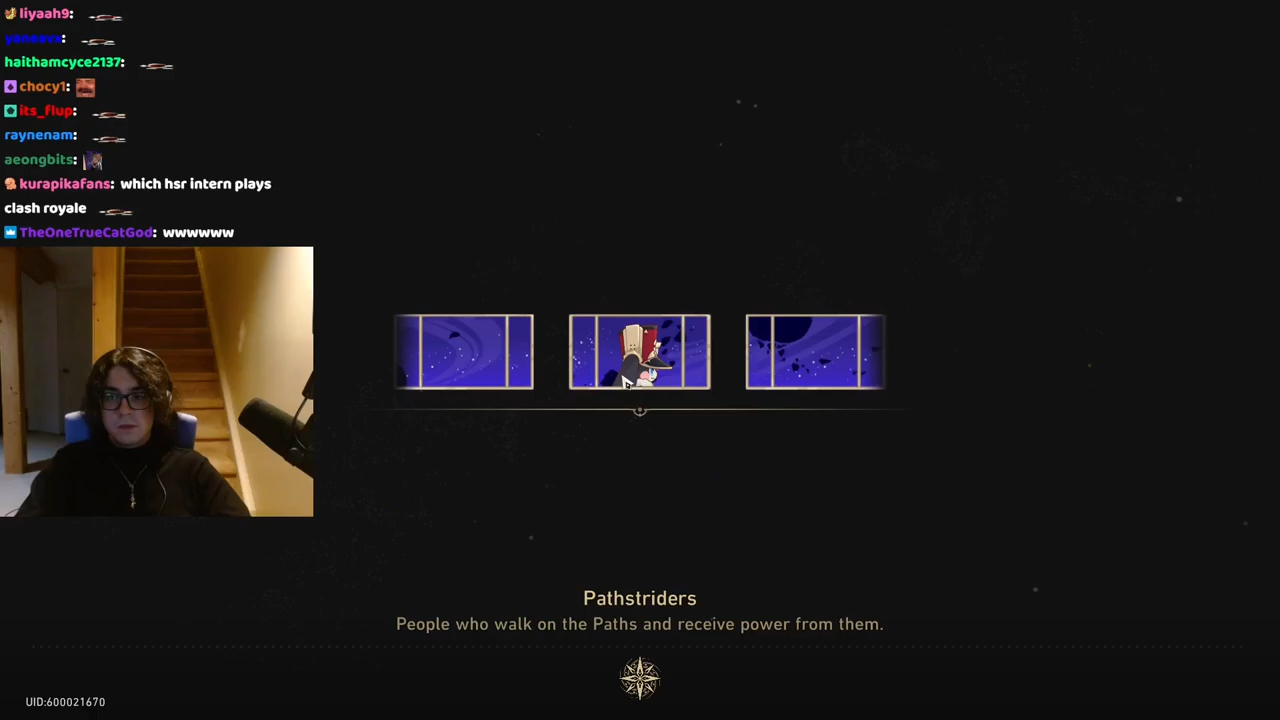 liyaah9:
yaneevx:
haithamcyce2137:
chocy1:
its_flup:
raynenam:
aeongbits:
kurapikafans: which hsr intern plays
clash royale
TheOneTrueCatGod: wwwwww
Pathstriders
People who walk on the Paths and receive power from them.
UID:600021670